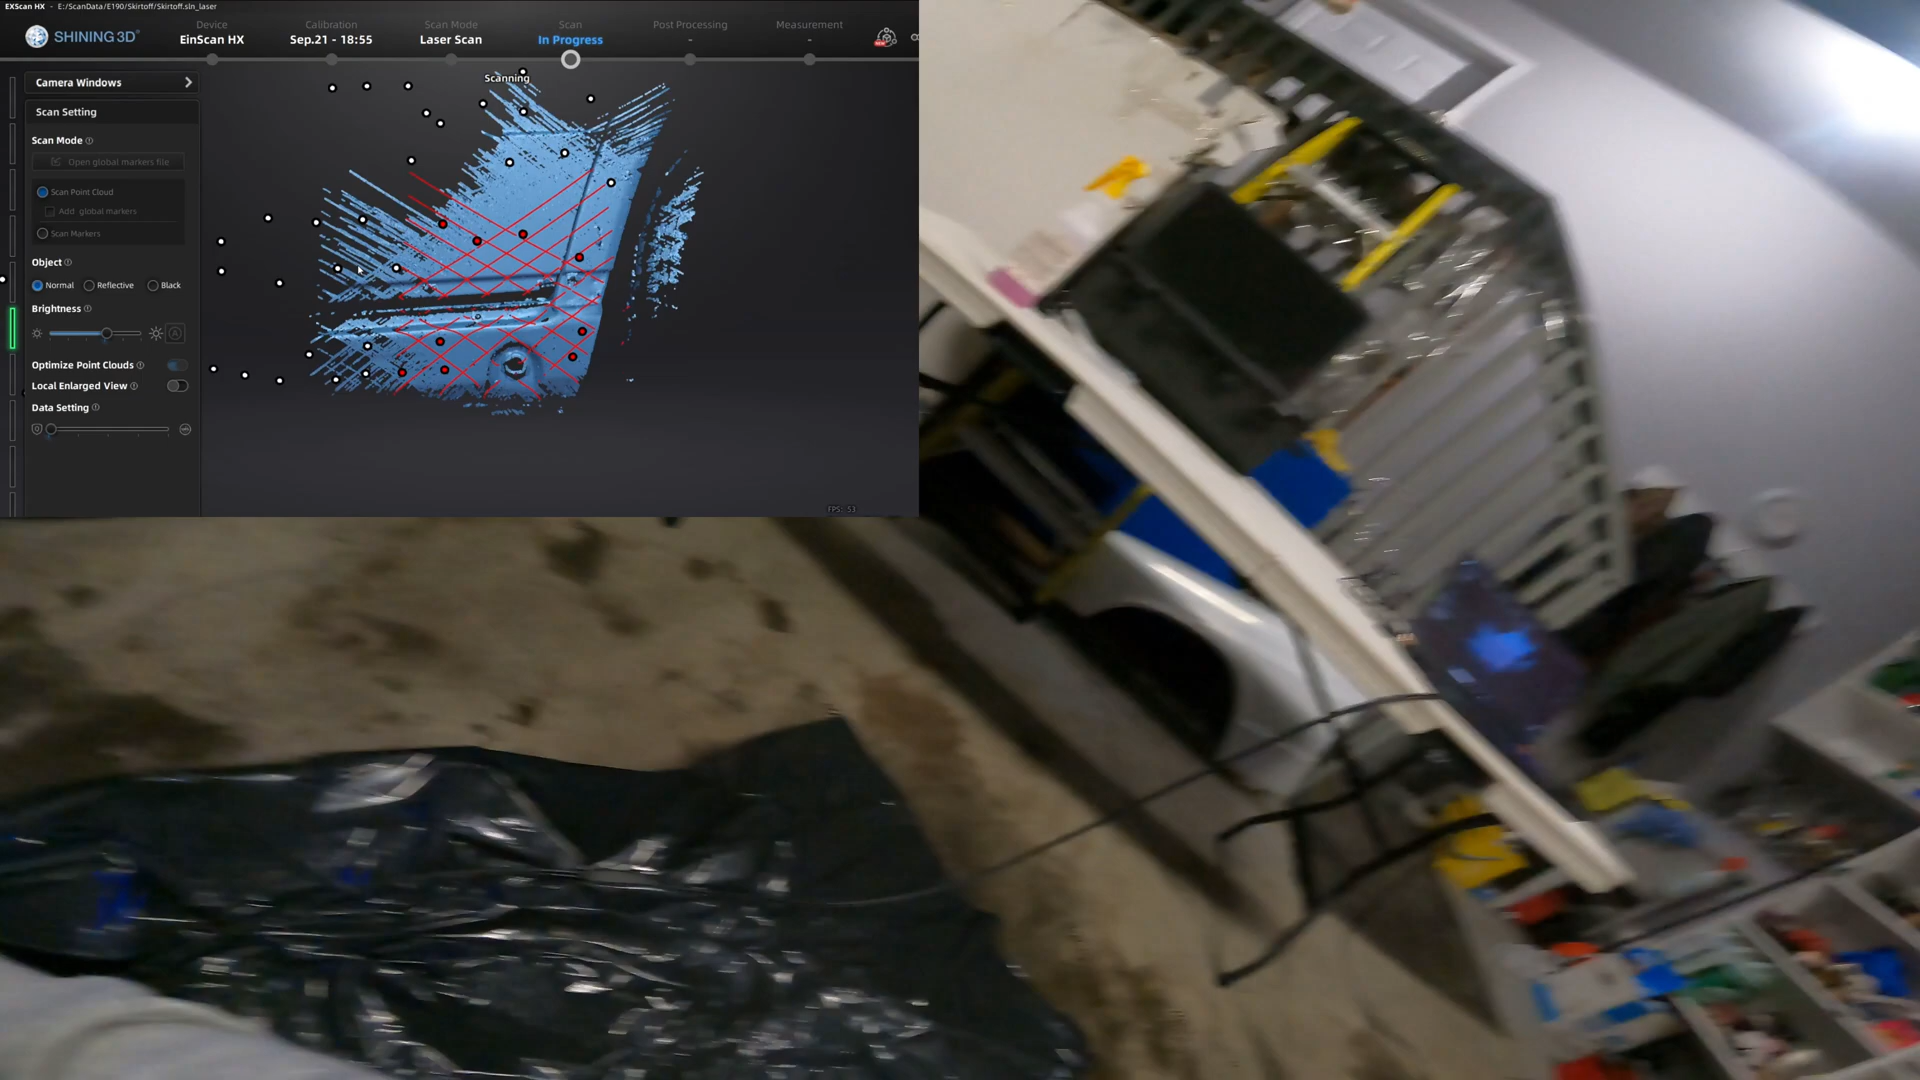 EXScan HX - E:/ScanData/E190/Skirtoff/Skirtoff.sln_laser
SHINING 3D®
Device
EinScan HX
Calibration
Sep.21 - 18:55
Scan Mode
Laser Scan
Scan
In Progress
Post Processing
-
Measurement
-
Camera Windows
Scan Setting
Scan Mode
Open global markers file
Scan Point Cloud
Add global markers
Scan Markers
Object
Normal
Reflective
Black
Brightness
Optimize Point Clouds
Local Enlarged View
Data Setting
Scanning
FPS: 53